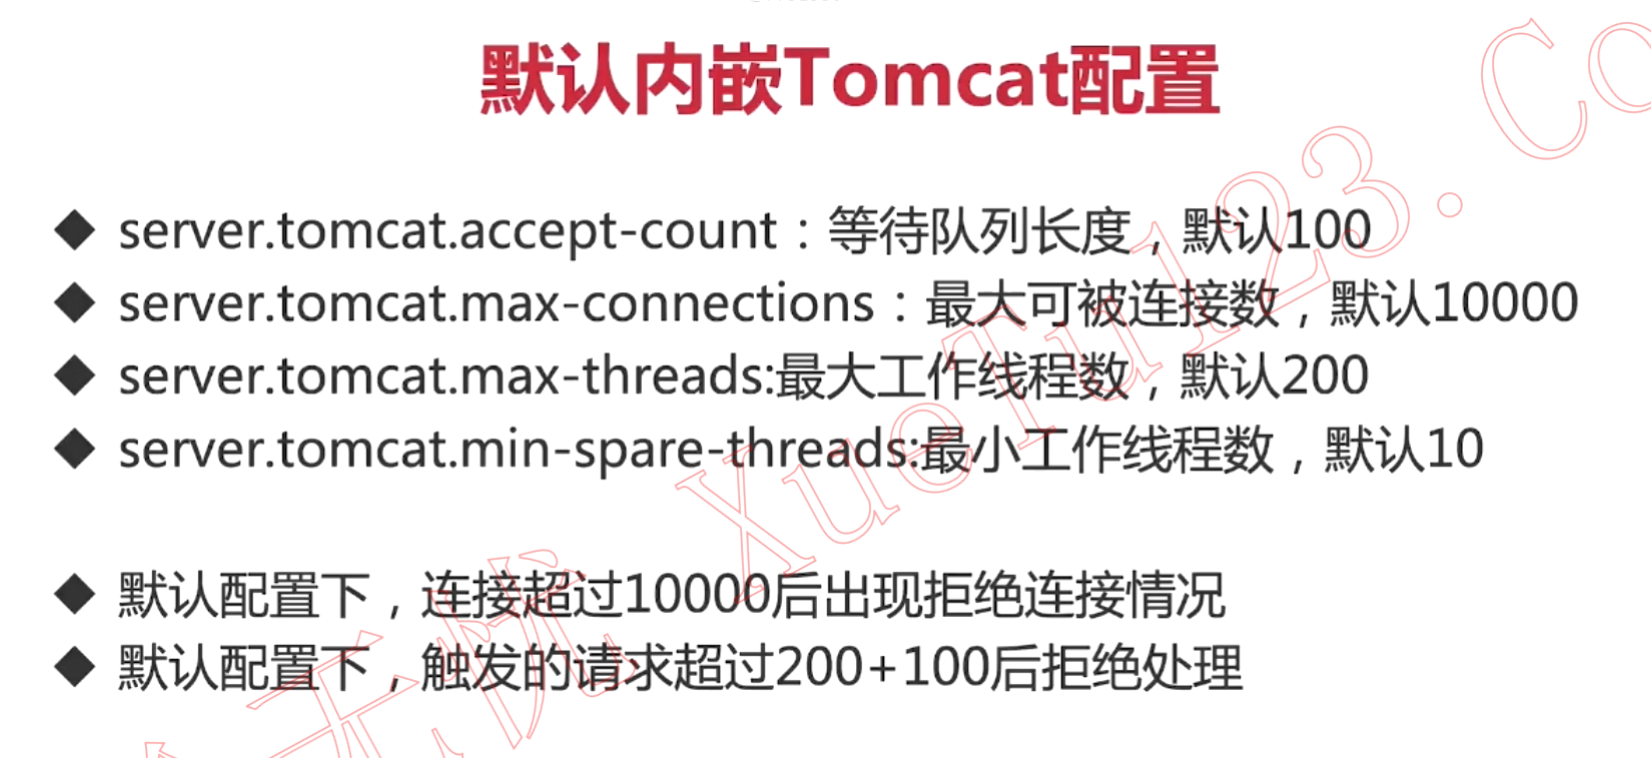 默认内嵌Tomcat配置
◆ server.tomcat.accept-count：等待队列长度，默认100
◆ server.tomcat.max-connections：最大可被连接数，默认10000
◆ server.tomcat.max-threads:最大工作线程数，默认200
◆ server.tomcat.min-spare-threads:最小工作线程数，默认10
◆ 默认配置下，连接超过10000后出现拒绝连接情况
◆ 默认配置下，触发的请求超过200+100后拒绝处理
无忧 XueTu123.Co